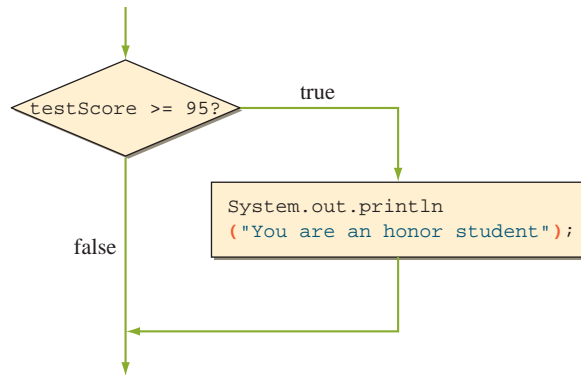 testScore >= 95?
true
System.out.println
("You are an honor student");
false